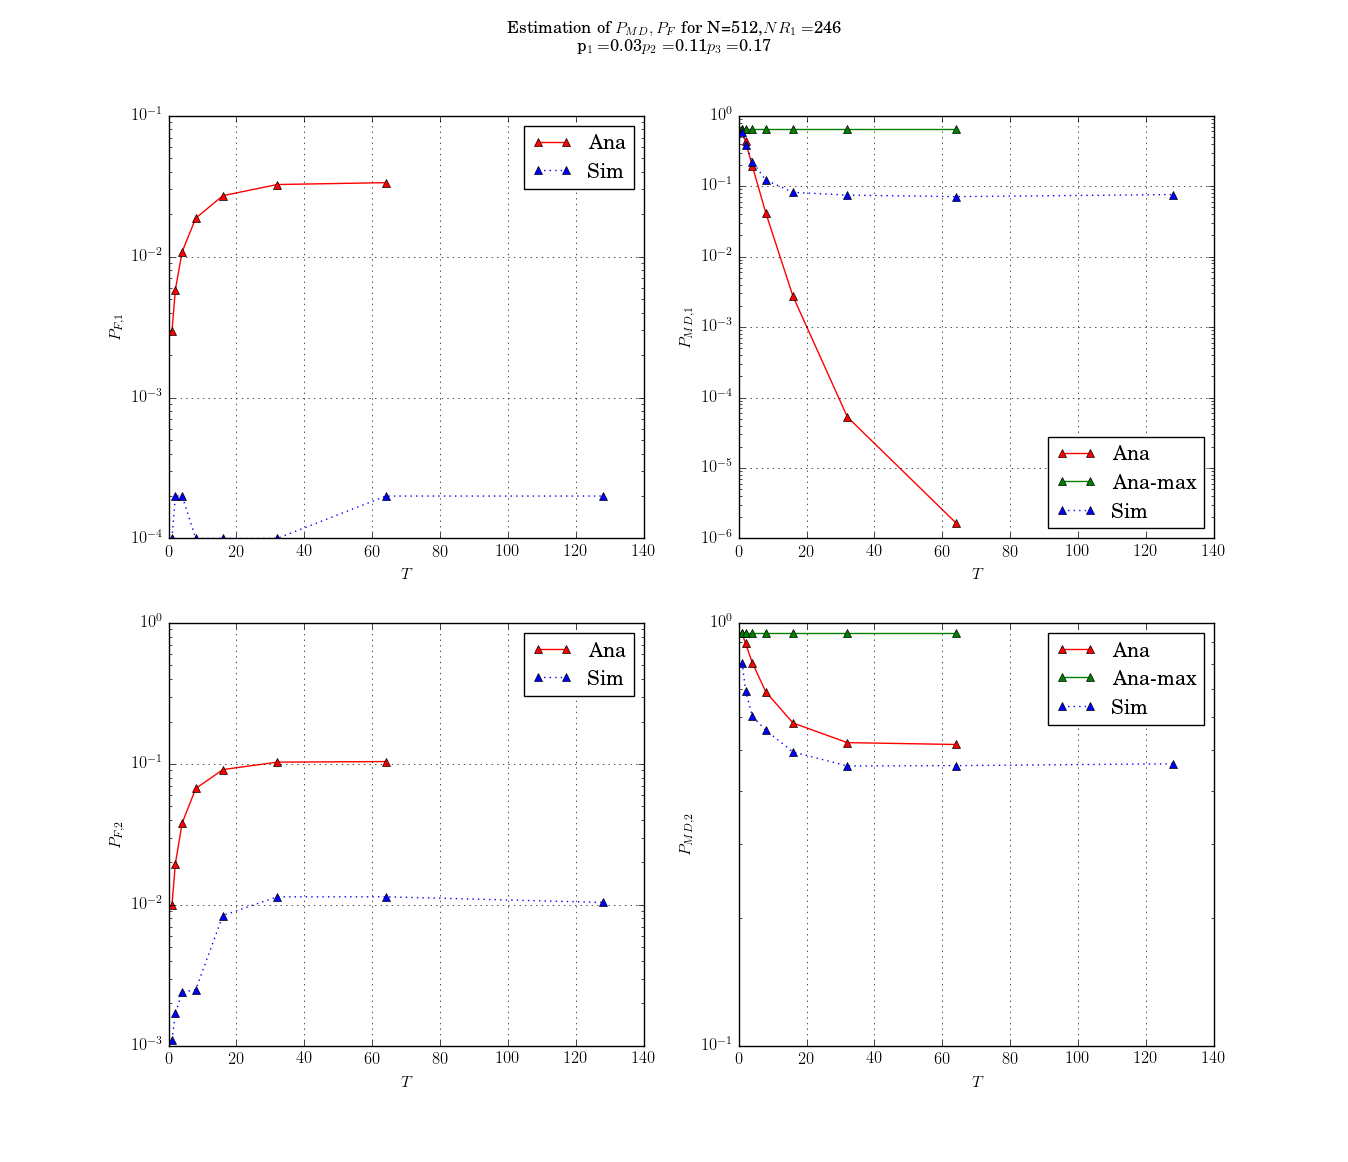 Estimation of P_{MD}, P_F for N=512, NR_1 =246
p_1 =0.03p_2 =0.11p_3 =0.17
10^{-1}
10^{-2}
10^{-3}
10^{-4}
P_{F,1}
Ana
Sim
0 20 40 60 80 100 120 140
T
10^0
10^{-1}
10^{-2}
10^{-3}
10^{-4}
10^{-5}
10^{-6}
P_{MD,1}
Ana
Ana-max
Sim
0 20 40 60 80 100 120 140
T
10^0
10^{-1}
10^{-2}
10^{-3}
P_{F,2}
Ana
Sim
0 20 40 60 80 100 120 140
T
10^0
10^{-1}
P_{MD,2}
Ana
Ana-max
Sim
0 20 40 60 80 100 120 140
T